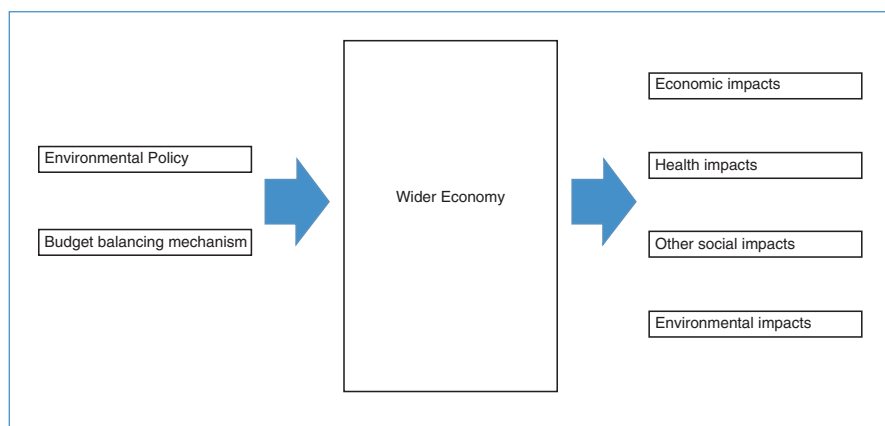 Environmental Policy
Budget balancing mechanism
Wider Economy
Economic impacts
Health impacts
Other social impacts
Environmental impacts